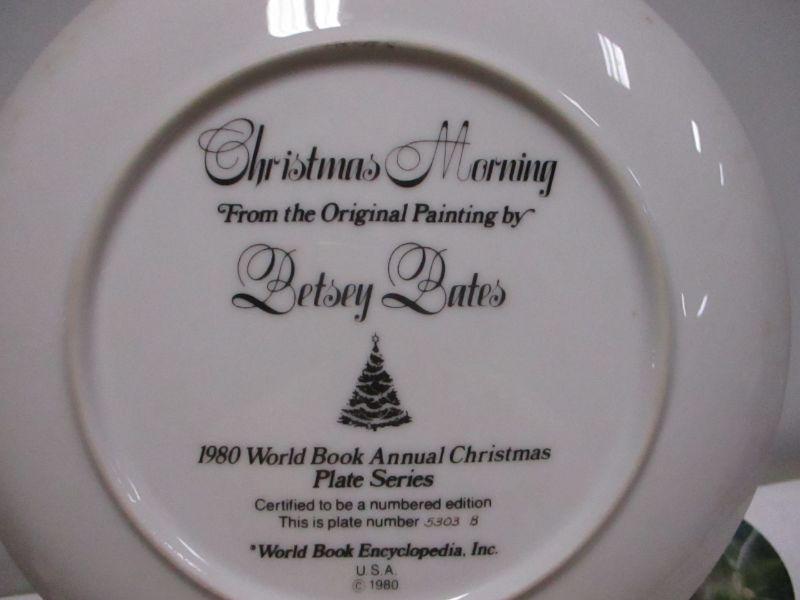 Christmas Morning
From the Original Painting by
Betsey Bates
1980 World Book Annual Christmas
Plate Series
Certified to be a numbered edition
This is plate number 5303 B
*World Book Encyclopedia, Inc.
U.S.A.
© 1980